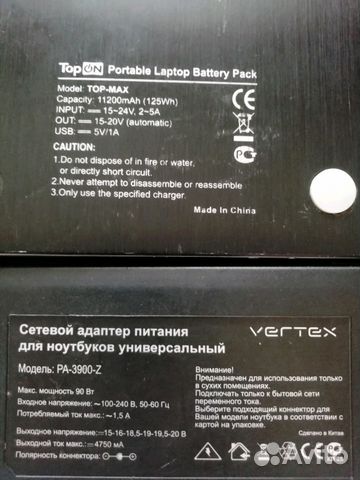 TopON Portable Laptop Battery Pack
Model: TOP-MAX
Capacity: 11200mAh (125Wh)
INPUT: 15~24V, 2~5A
OUT: 15-20V (automatic)
USB: 5V/1A
CAUTION:
1.Do not dispose of in fire or water,
or directly short circuit.
2.Never attempt to disassemble or reassemble
3.Only use the specified charger.
Made in China
Сетевой адаптер питания
для ноутбуков универсальный
vertex
Модель: PA-3900-Z
Макс. мощность 90 Вт
Входное напряжение: ~100-240 В, 50-60 Гц
Потребляемый ток макс.: ~1,5 А
Выходное напряжение: 15-16-18,5-19-19,5-20 В
Выходной ток макс.: 4750 мА
Полярность коннектора:
Внимание!
Предназначен для использования только
в сухих помещениях.
Подключать только к бытовой сети
переменного тока.
Выберите подходящий коннектор для
Вашей модели ноутбука в соответствии с
картой на упаковке.
Сделано в Китае
Avito